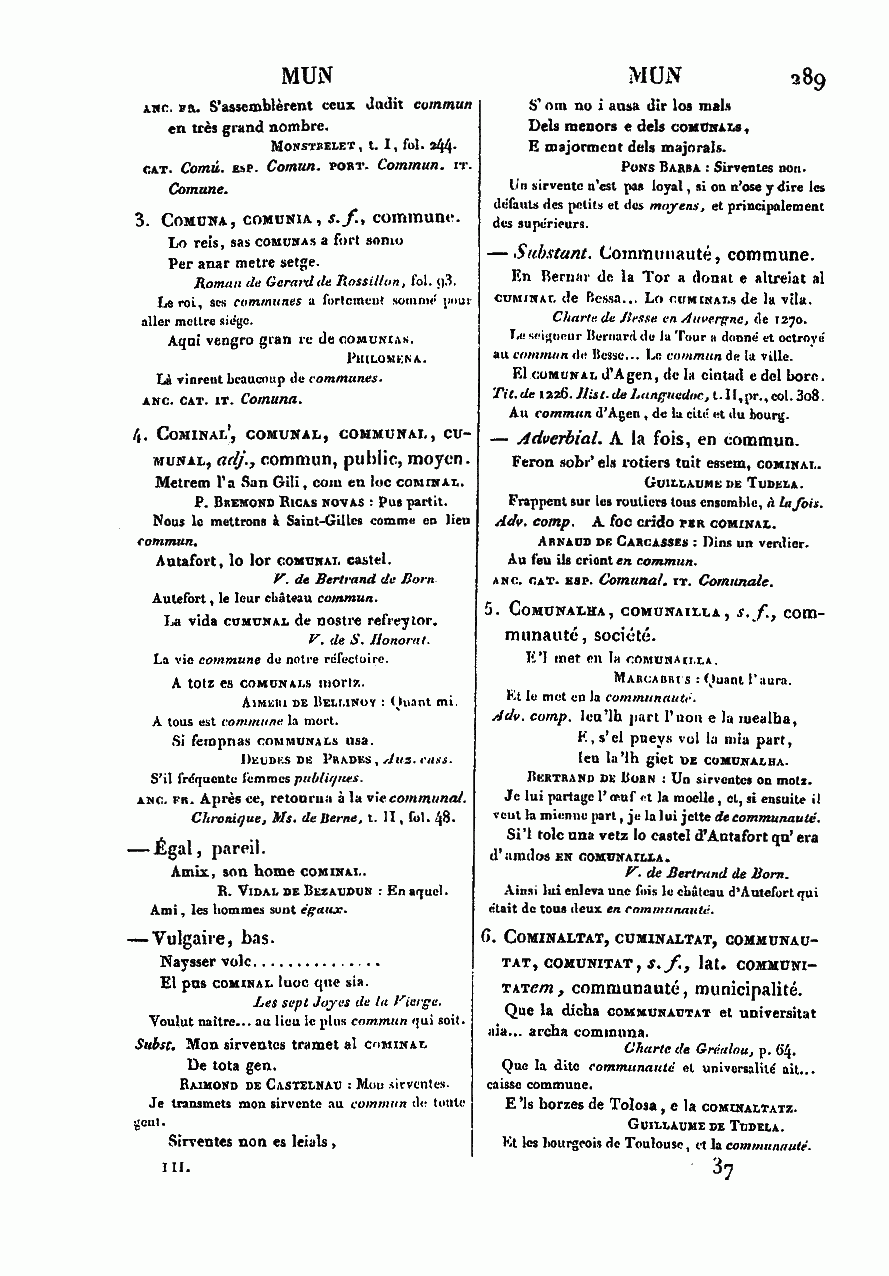 MUN MUN 289
ANC. FR. S'assemblèrent ceux dudit commun
en très grand nombre.
MONSTRELET, t. I, fol. 244.
CAT. Comú. ESP. Comun. PORT. Commun. IT.
Comune.
3. COMUNA, COMUNIA, s. f., commune.
Lo reis, sas COMUNAS a fort somo
Per anar metre setge.
Roman de Gerard de Rossillon, fol. 93.
Le roi, ses communes a fortement sommé pour
aller mettre siége.
Aqui vengro gran re de COMUNIAS.
PHILOMENA.
Là vinrent beaucoup de communes.
ANC. CAT. IT. Comuna.
4. COMINAL, COMUNAL, COMMUNAL, CU-
MUNAL, adj., commun, public, moyen.
Metrem l'a San Gili, com en loc COMINAL.
P. BREMOND RICAS NOVAS : Pus partit.
Nous le mettrons à Saint-Gilles comme en lieu
commun.
Autafort, lo lor COMUNAL castel.
V. de Bertrand de Born
Autefort, le leur château commun.
La vida CUMUNAL de nostre refreytor.
V. de S. Honorat.
La vie commune de notre réfectoire.
A totz es COMUNALS mortz.
AIMERI DE BELLINOY : Quant mi.
A tous est commune la mort.
Si fempnas COMMUNALS usa.
DEUDES DE PRADES, Auz. cass.
S'il fréquente femmes publiques.
ANC. FR. Après ce, retourna à la vie communal.
Chronique, Ms. de Berne, t. II, fol. 48.
— Égal, pareil.
Amix, son home COMINAL.
R. VIDAL DE BEZAUDUN : En aquel.
Ami, les hommes sont égaux.
— Vulgaire, bas.
Naysser volc...............
El pus COMINAL luoc que sia.
Les sept Joyes de la Vierge.
Voulut naître... au lieu le plus commun qui soit.
Subst. Mon sirventes tramet al COMINAL
De tota gen.
RAIMOND DE CASTELNAU : Mon sirventes.
Je transmets mon sirvente au commun de toute
gent.
Sirventes non es leials,
III.
S'om no i ausa dir los mals
Dels menors e dels COMUNALS,
E majorment dels majorals.
PONS BARBA : Sirventes non.
Un sirvente n'est pas loyal, si on n'ose y dire les
défauts des petits et des moyens, et principalement
des supérieurs.
— Substant. Communauté, commune.
En Bernar de la Tor a donat e altreiat al
CUMINAL de Bessa... Lo CUMINALS de la vila.
Charte de Besse en Auvergne, de 1270.
Le seigneur Bernard de la Tour a donné et octroyé
au commun de Besse... Le commun de la ville.
El COMUNAL d'Agen, de la ciutad e del borc.
Tit. de 1226. Hist. de Languedoc, t. II, pr., col. 308.
Au commun d'Agen, de la cité et du bourg.
— Adverbial. A la fois, en commun.
Feron sobr'els rotiers tuit essem, COMINAL.
GUILLAUME DE TUDELA.
Frappent sur les routiers tous ensemble, à la fois.
Adv. comp. A foc crido PER COMINAL.
ARNAUD DE CARCASSES : Dins un verdier.
Au feu ils crient en commun.
ANC. CAT. ESP. Comunal. IT. Comunale.
5. COMUNALHA, COMUNAILLA, s. f., com-
munauté, société.
E'l met en la COMUNAILLA.
MARCABRUS : Quant l'aura.
Et le met en la communauté.
Adv. comp. Ieu'lh part l'uon e la mealha,
E, s'el pueys vol la mia part,
Ieu la'lh giet DE COMUNALHA.
BERTRAND DE BORN : Un sirventes on motz.
Je lui partage l'œuf et la moelle, et, si ensuite il
veut la mienne part, je la lui jette de communauté.
Si'l tolc una vetz lo castel d'Autafort qu'era
d'amdos EN COMUNAILLA.
V. de Bertrand de Born.
Ainsi lui enleva une fois le château d'Autefort qui
était de tous deux en communauté.
6. COMINALTAT, CUMINALTAT, COMMUNAU-
TAT, COMUNITAT, s. f., lat. COMMUNI-
TATem, communauté, municipalité.
Que la dicha COMMUNAUTAT et universitat
aia... archa comunna.
Charte de Gréalou, p. 64.
Que la dite communauté et universalité ait...
caisse commune.
E'ls borzes de Tolosa, e la COMINALTATZ.
GUILLAUME DE TUDELA.
Et les bourgeois de Toulouse, et la communauté.
37